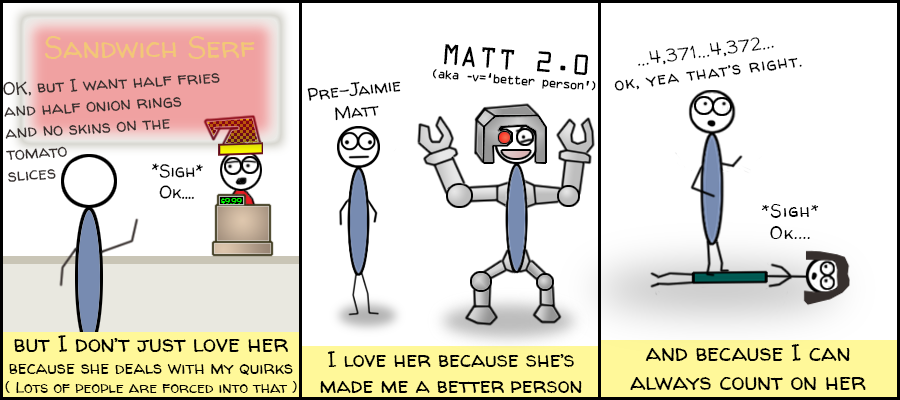 Sandwich Serf
OK, but I want half fries
and half onion rings
and no skins on the
tomato
slices
*Sigh*
Ok....
$9.99
but I don't just love her
because she deals with my quirks
( Lots of people are forced into that )
Pre-Jaimie
Matt
MATT 2.0
(aka -v='better person')
I love her because she's
made me a better person
...4,371...4,372...
OK, yea that's right.
*Sigh*
Ok....
and because I can
always count on her